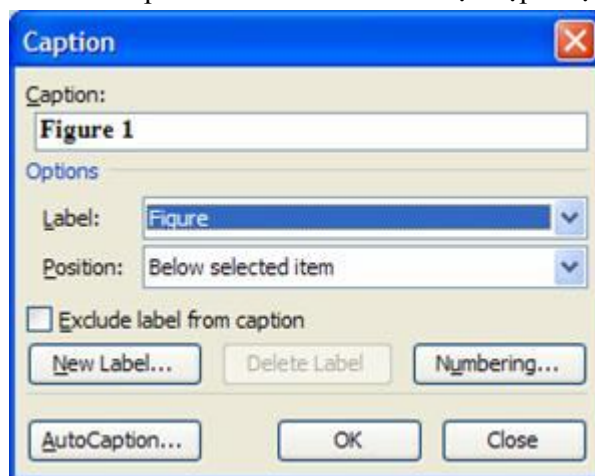 Caption
Caption:
Figure 1
Options
Label: Figure
Position: Below selected item
Exclude label from caption
New Label... Delete Label Numbering...
AutoCaption... OK Close